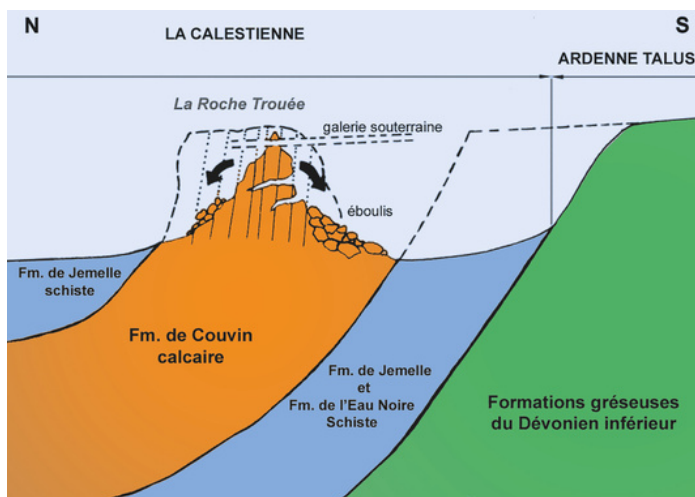 N
S
LA CALESTIENNE
ARDENNE TALUS
La Roche Trouée
galerie souterraine
éboulis
Fm. de Jemelle
schiste
Fm. de Couvin
calcaire
Fm. de Jemelle
et
Fm. de l'Eau Noire
Schiste
Formations gréseuses
du Dévonien inférieur